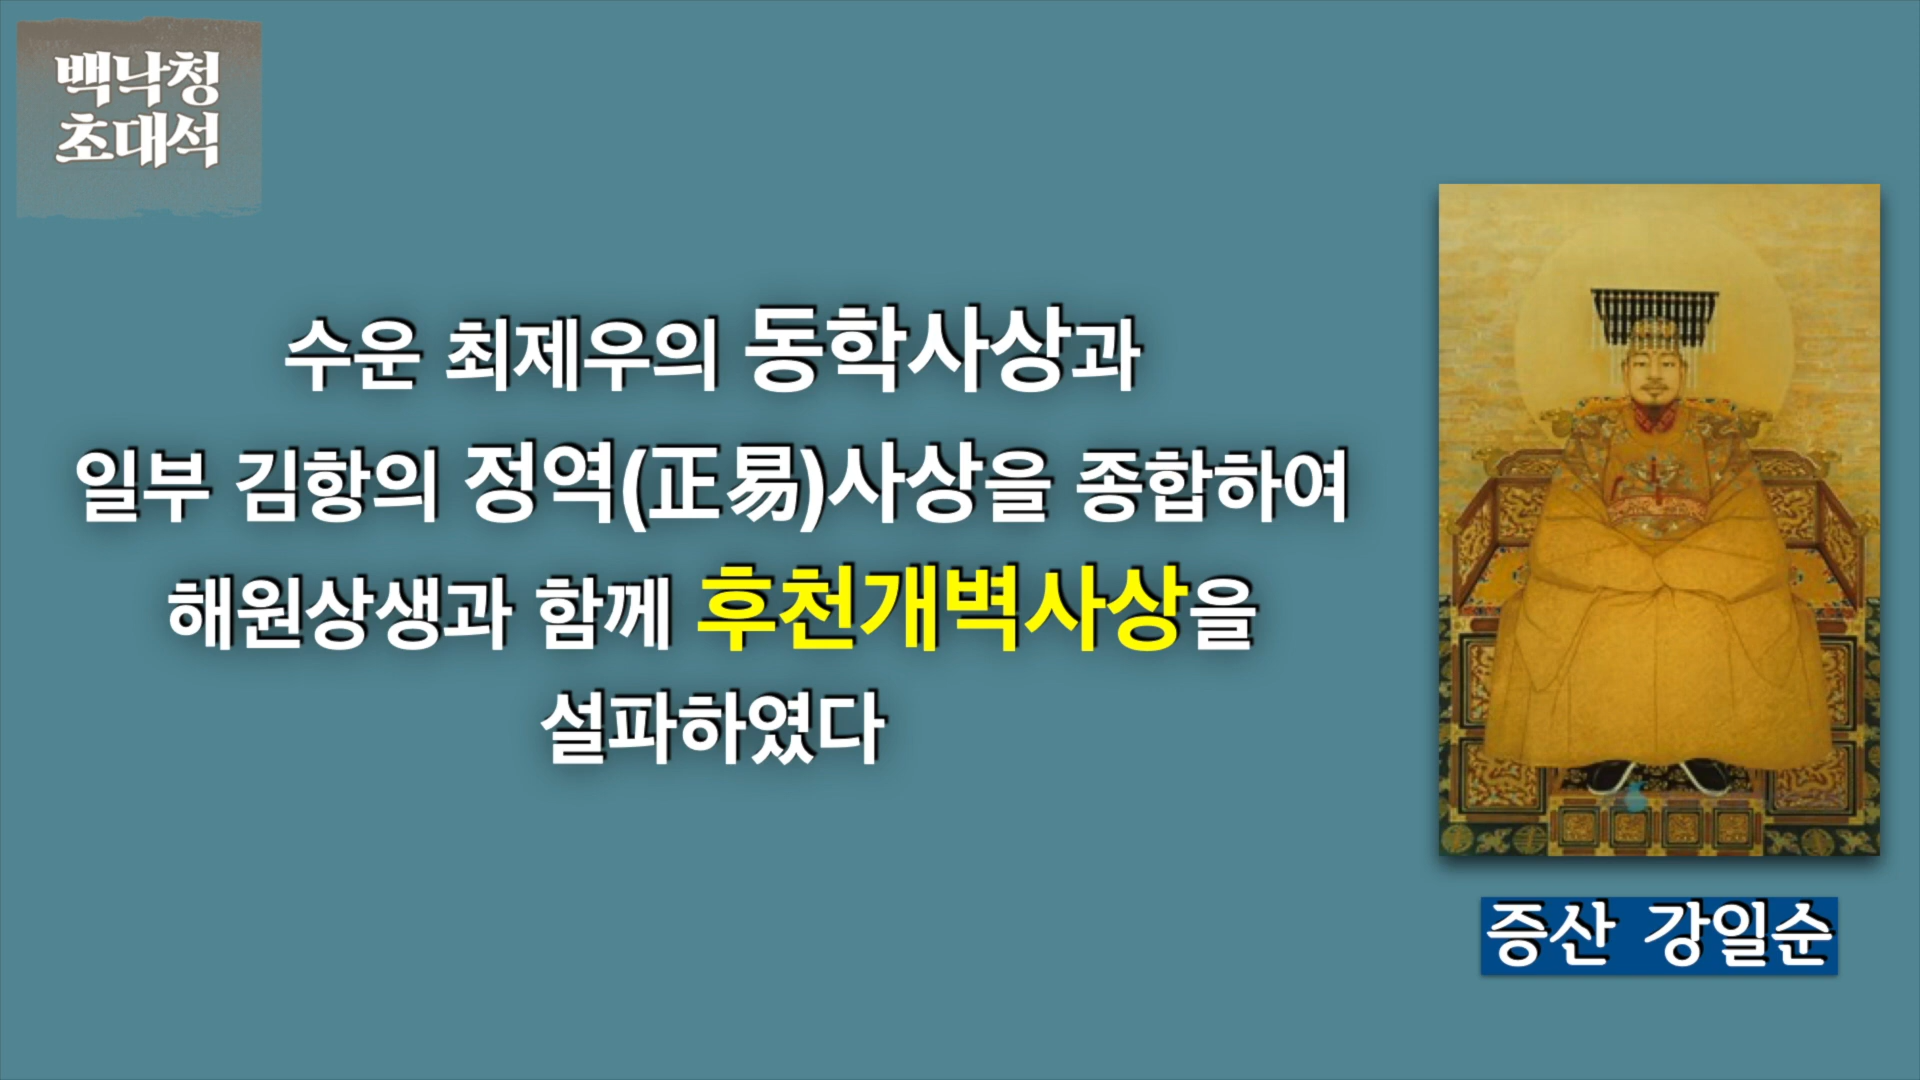 백낙청
초대석
수운 최제우의 동학사상과
일부 김항의 정역(正易)사상을 종합하여
해원상생과 함께 후천개벽사상을
설파하였다
증산 강일순